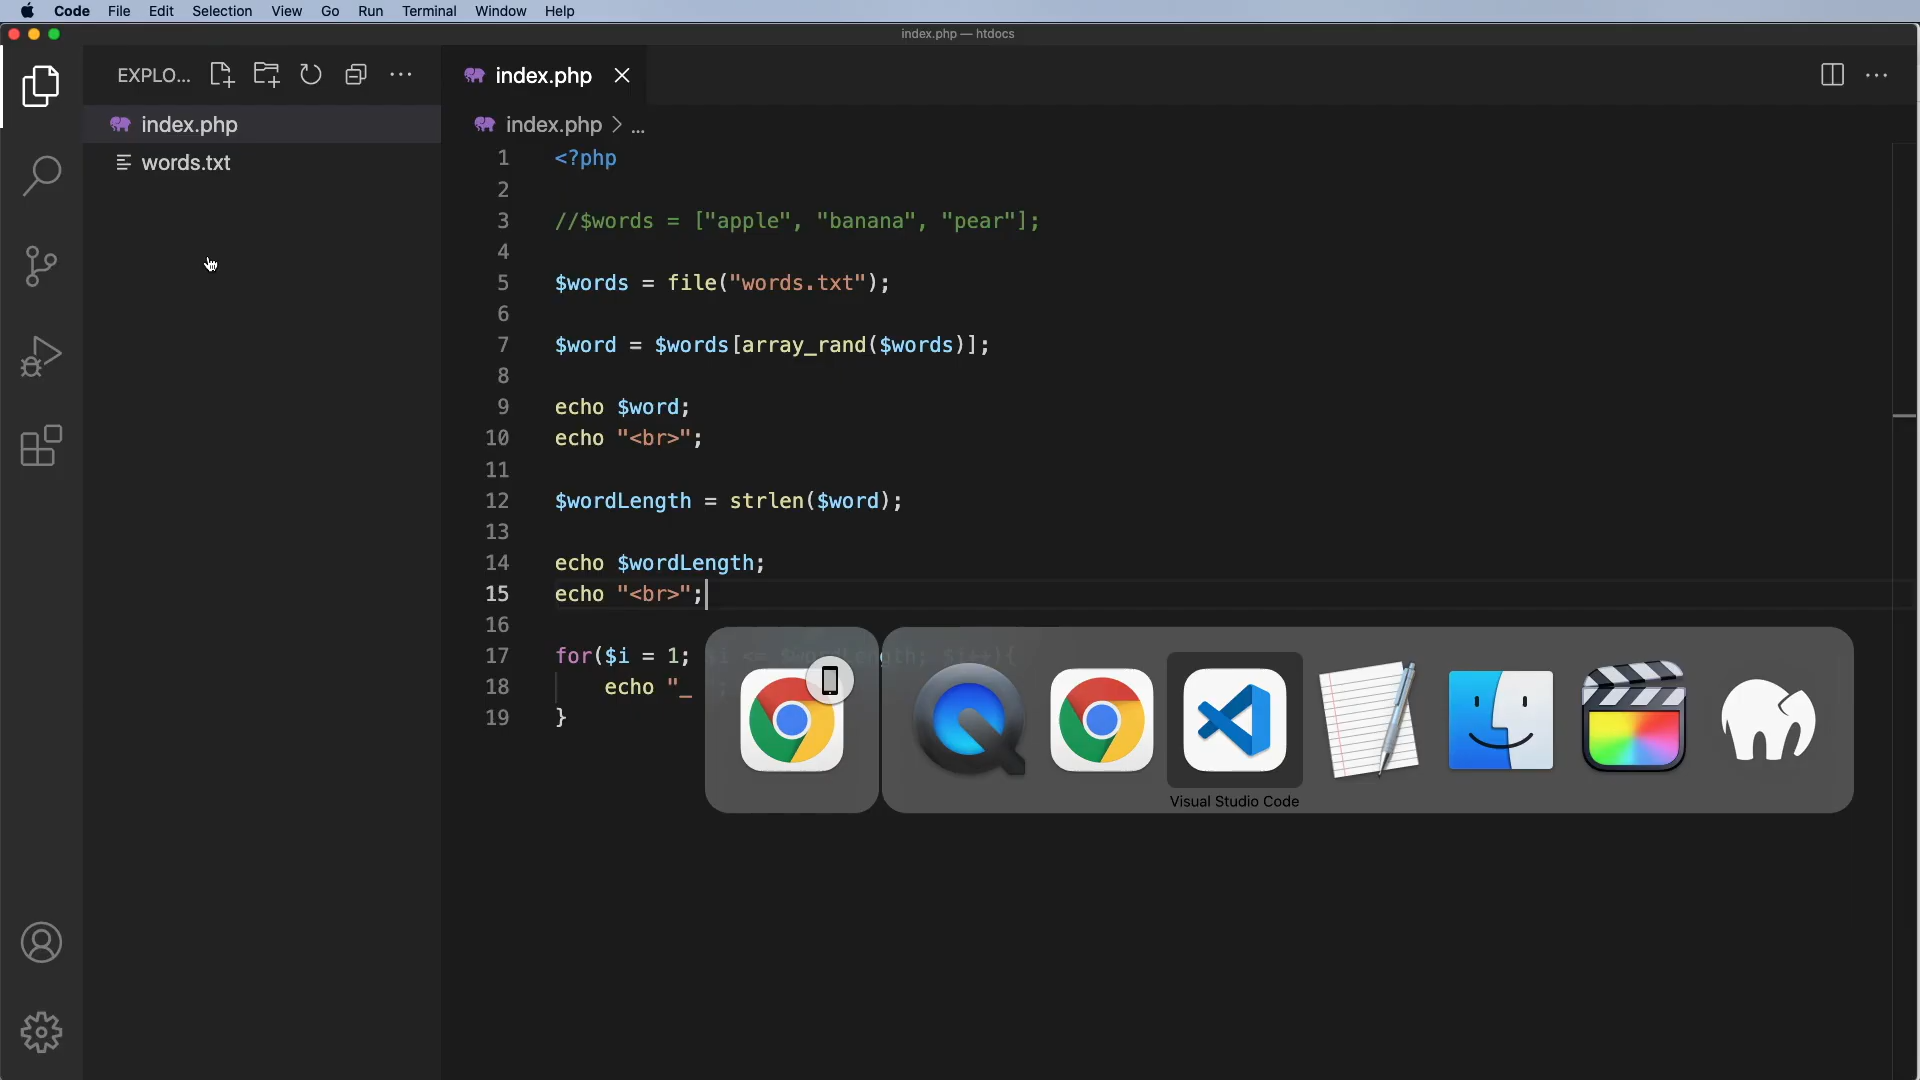 Code File Edit Selection View Go Run Terminal Window Help
index.php — htdocs
EXPLO...
index.php
index.php
words.txt
index.php > ...
1 <?php
2
3 //$words = ["apple", "banana", "pear"];
4
5 $words = file("words.txt");
6
7 $word = $words[array_rand($words)];
8
9 echo $word;
10 echo "<br>";
11
12 $wordLength = strlen($word);
13
14 echo $wordLength;
15 echo "<br>";
16
17 for($i = 1; $i <= $wordLength; $i++){
18 echo "_
19 }
Visual Studio Code